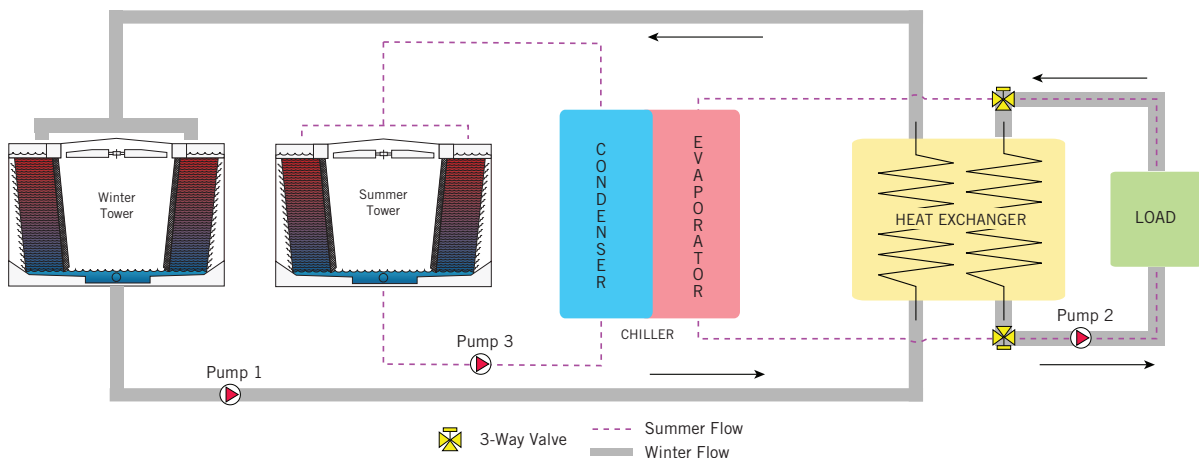 Winter
Tower
Summer
Tower
CONDENSER
EVAPORATOR
CHILLER
HEAT EXCHANGER
LOAD
Pump 1
Pump 3
Pump 2
3-Way Valve
Summer Flow
Winter Flow